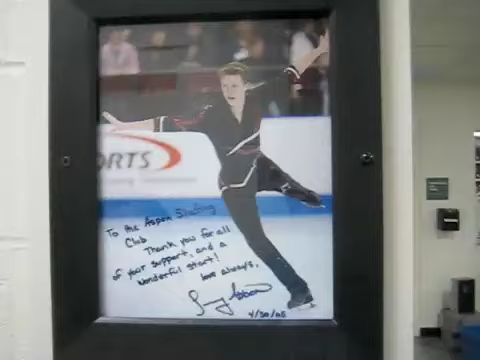 ORTS
To the Aspen Skating
Club
Thank you for all
of your support, and a
wonderful start!
love always,
4/30/05